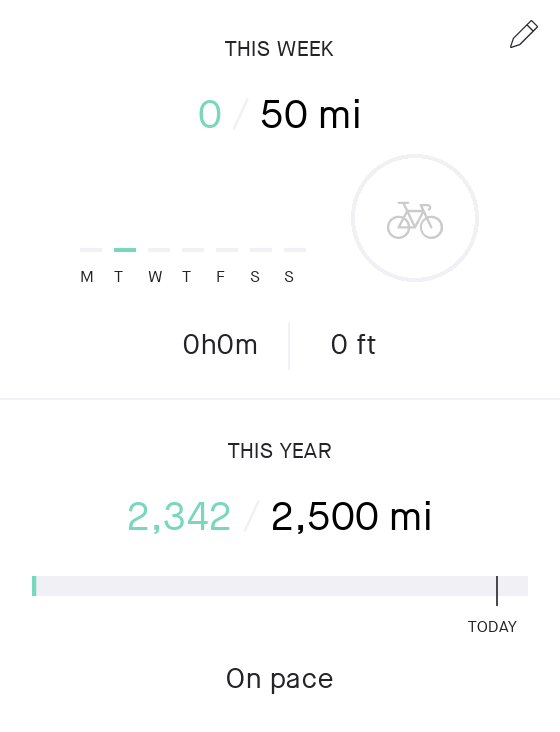 THIS WEEK
0 / 50 mi
M T W T F S S
0h0m
0 ft
THIS YEAR
2,342 / 2,500 mi
TODAY
On pace